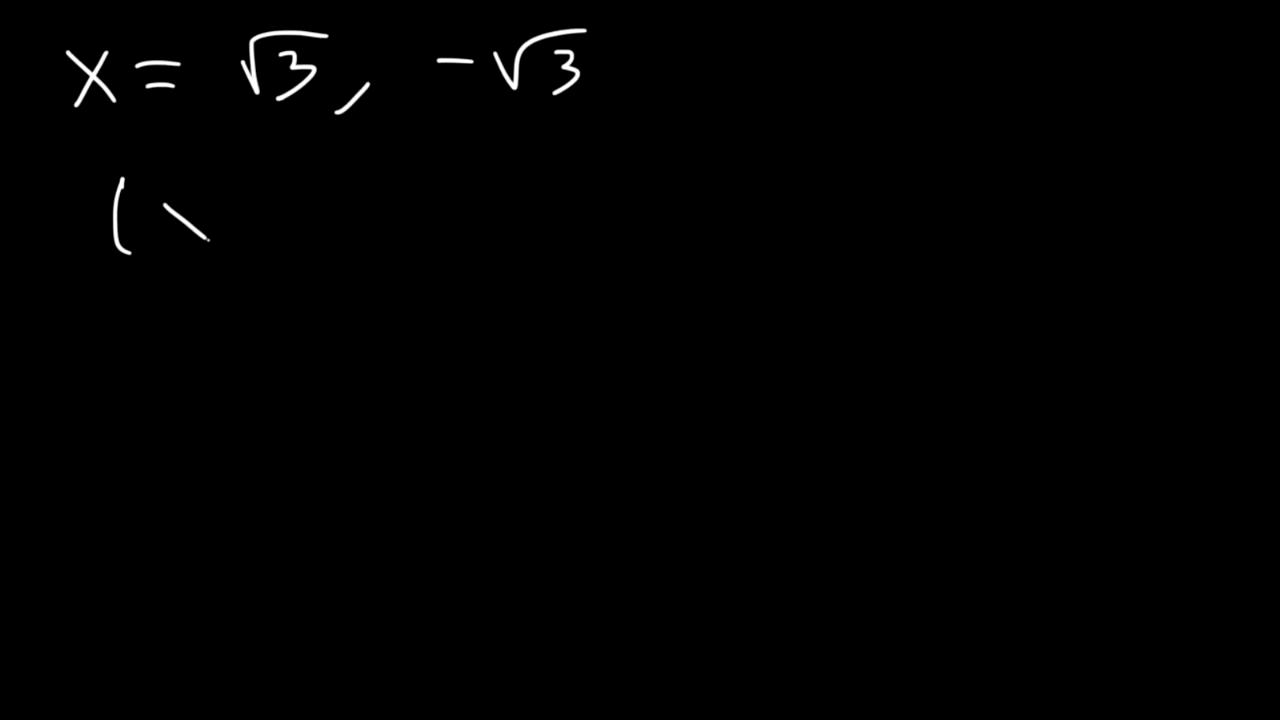 x = √3, -√3
(